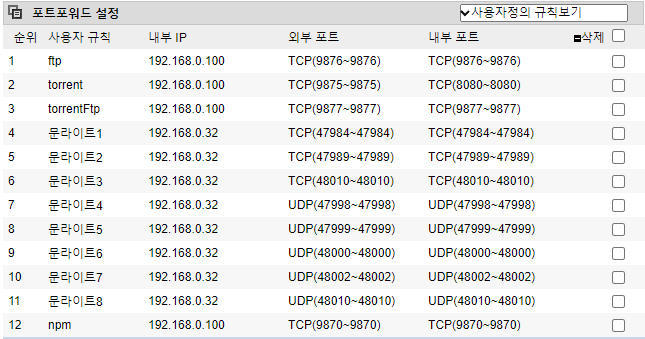 포트포워드 설정 사용자정의 규칙보기
순위 사용자 규칙 내부 IP 외부 포트 내부 포트 삭제
1 ftp 192.168.0.100 TCP(9876~9876) TCP(9876~9876)
2 torrent 192.168.0.100 TCP(9875~9875) TCP(8080~8080)
3 torrentFtp 192.168.0.100 TCP(9877~9877) TCP(9877~9877)
4 문라이트1 192.168.0.32 TCP(47984~47984) TCP(47984~47984)
5 문라이트2 192.168.0.32 TCP(47989~47989) TCP(47989~47989)
6 문라이트3 192.168.0.32 TCP(48010~48010) TCP(48010~48010)
7 문라이트4 192.168.0.32 UDP(47998~47998) UDP(47998~47998)
8 문라이트5 192.168.0.32 UDP(47999~47999) UDP(47999~47999)
9 문라이트6 192.168.0.32 UDP(48000~48000) UDP(48000~48000)
10 문라이트7 192.168.0.32 UDP(48002~48002) UDP(48002~48002)
11 문라이트8 192.168.0.32 UDP(48010~48010) UDP(48010~48010)
12 npm 192.168.0.100 TCP(9870~9870) TCP(9870~9870)